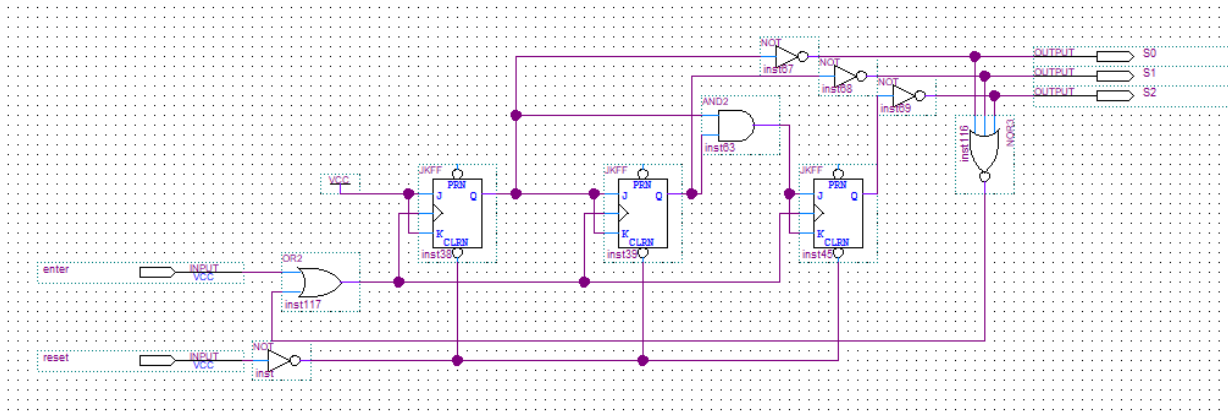 NOT
inst67
OUTPUT
S0
NOT
inst68
OUTPUT
S1
NOT
inst69
OUTPUT
S2
AND2
inst63
inst116
NOR3
VCC
JKFF
PRN
J
Q
K
CLRN
inst38
JKFF
PRN
J
Q
K
CLRN
inst39
JKFF
PRN
J
Q
K
CLRN
inst45
enter
INPUT
VCC
OR2
inst117
reset
INPUT
VCC
NOT
inst